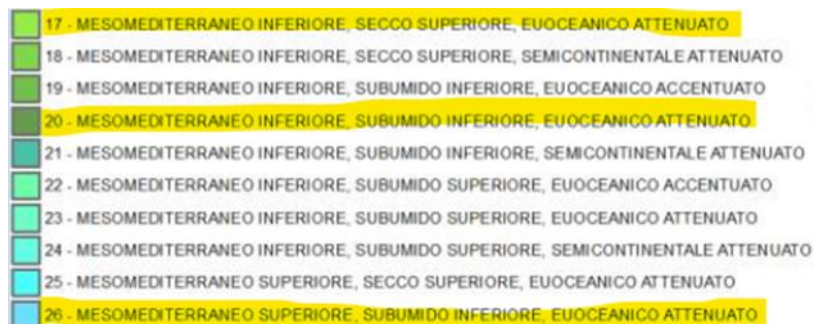 17 - MESOMEDITERRANEO INFERIORE, SECCO SUPERIORE, EUOCEANICO ATTENUATO
18 - MESOMEDITERRANEO INFERIORE, SECCO SUPERIORE, SEMICONTINENTALE ATTENUATO
19 - MESOMEDITERRANEO INFERIORE, SUBUMIDO INFERIORE, EUOCEANICO ACCENTUATO
20 - MESOMEDITERRANEO INFERIORE, SUBUMIDO INFERIORE, EUOCEANICO ATTENUATO
21 - MESOMEDITERRANEO INFERIORE, SUBUMIDO INFERIORE, SEMICONTINENTALE ATTENUATO
22 - MESOMEDITERRANEO INFERIORE, SUBUMIDO SUPERIORE, EUOCEANICO ACCENTUATO
23 - MESOMEDITERRANEO INFERIORE, SUBUMIDO SUPERIORE, EUOCEANICO ATTENUATO
24 - MESOMEDITERRANEO INFERIORE, SUBUMIDO SUPERIORE, SEMICONTINENTALE ATTENUATO
25 - MESOMEDITERRANEO SUPERIORE, SECCO SUPERIORE, EUOCEANICO ATTENUATO
26 - MESOMEDITERRANEO SUPERIORE, SUBUMIDO INFERIORE, EUOCEANICO ATTENUATO